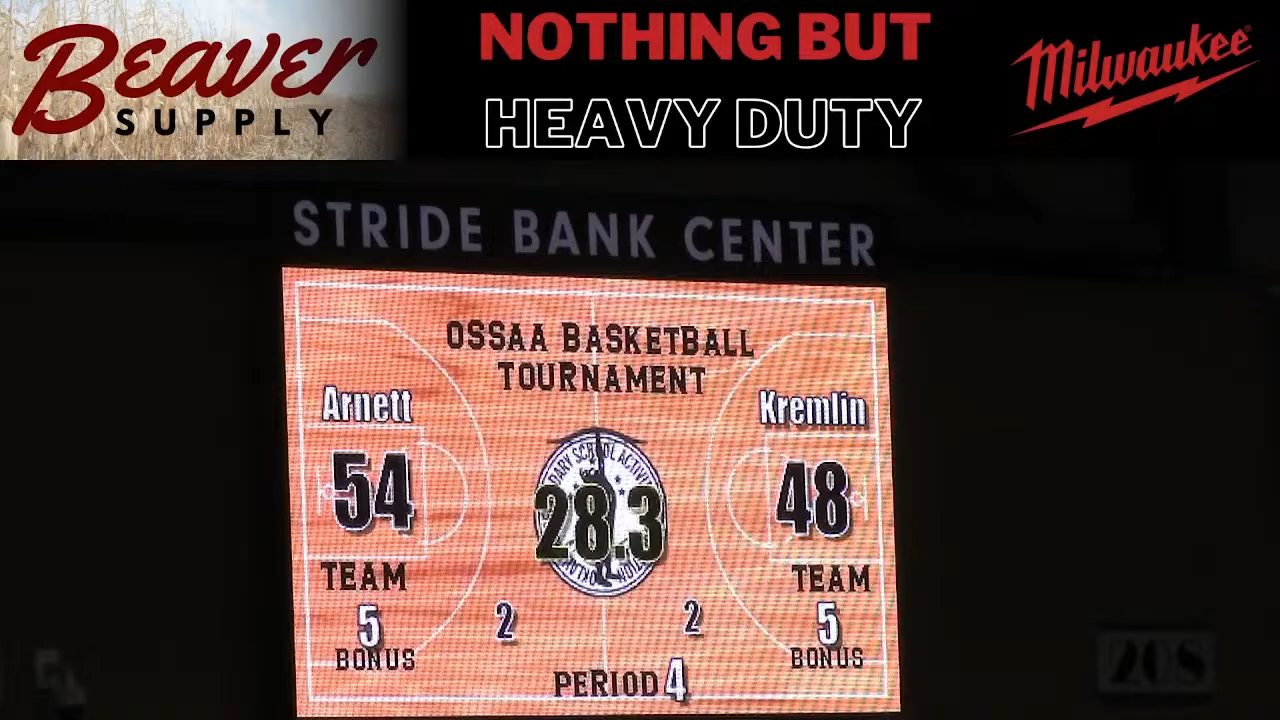 Beaver
SUPPLY
NOTHING BUT
HEAVY DUTY
Milwaukee
STRIDE BANK CENTER
OSSAA BASKETBALL
TOURNAMENT
Arnett
Kremlin
54
28.3
48
TEAM
TEAM
5
2
2
5
BONUS
BONUS
PERIOD 4
208